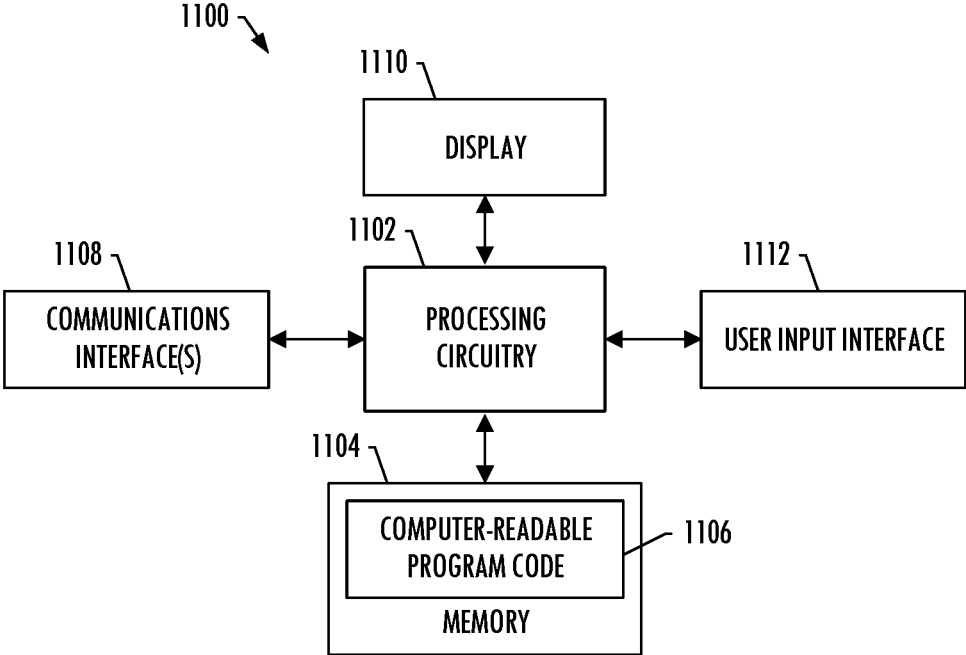 1100
1110
DISPLAY
1102
1108
1112
COMMUNICATIONS
INTERFACE(S)
PROCESSING
CIRCUITRY
USER INPUT INTERFACE
1104
COMPUTER-READABLE
PROGRAM CODE
1106
MEMORY